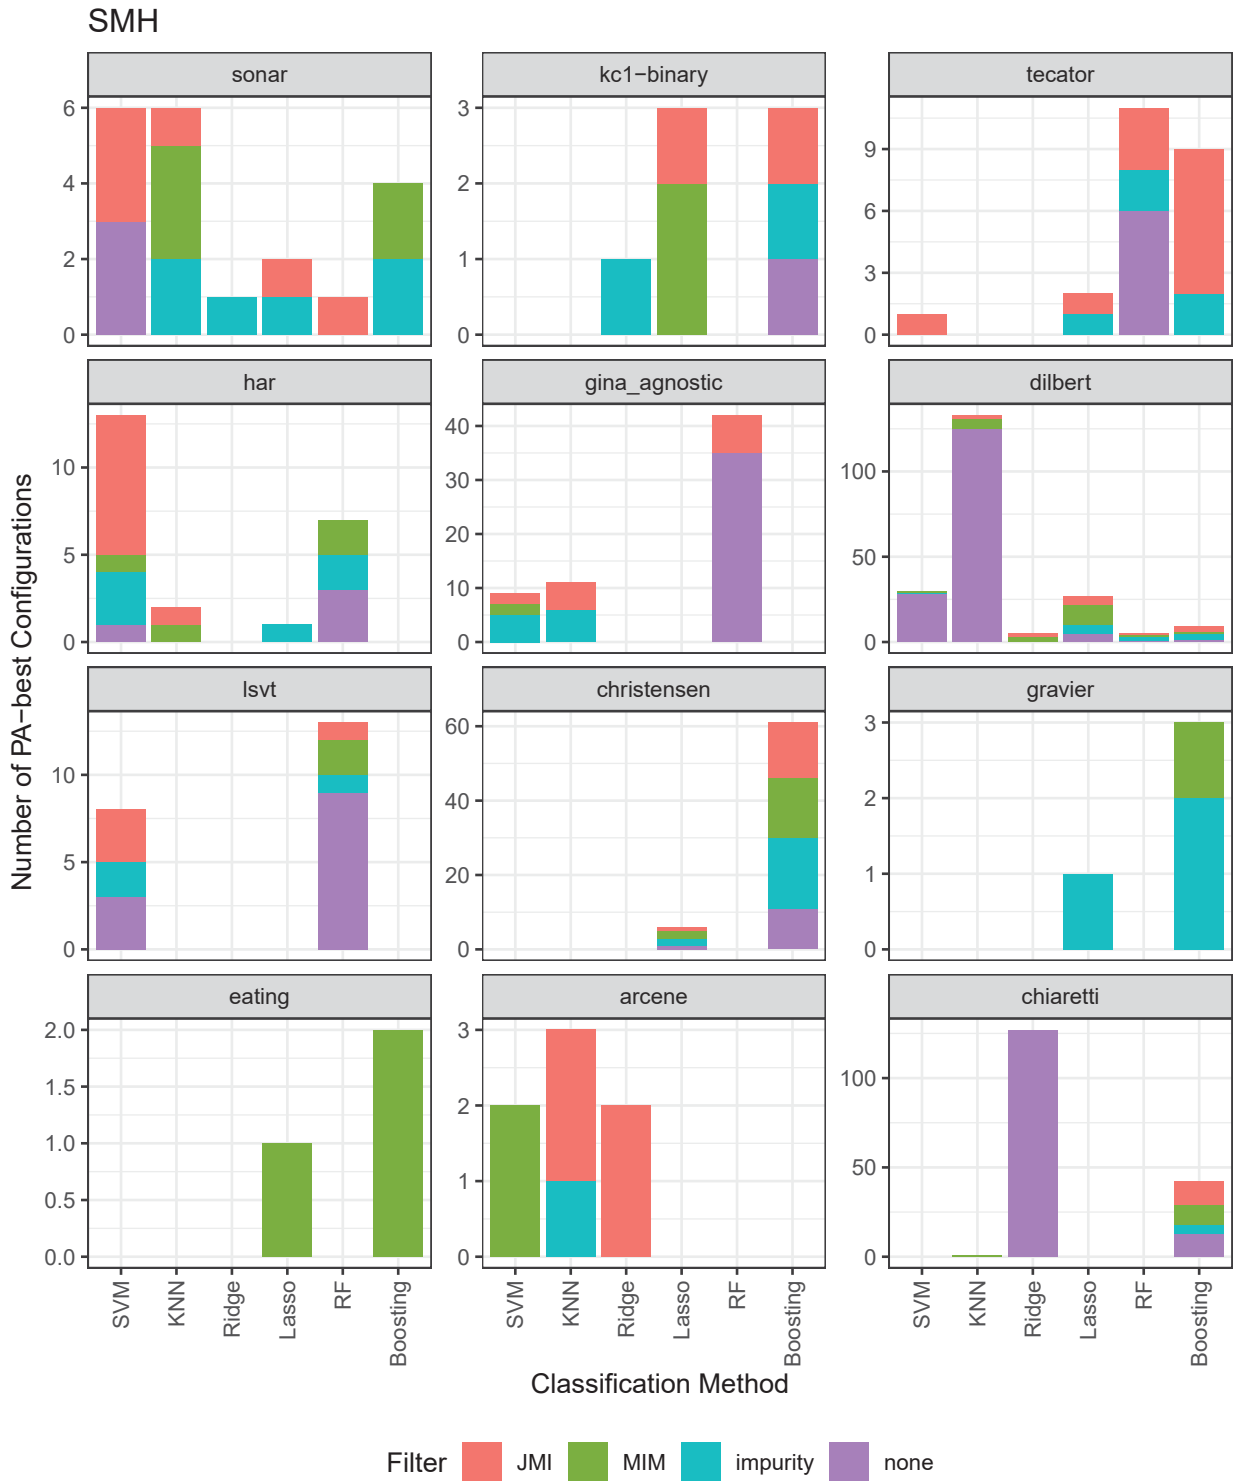 SMH
sonar
kc1−binary
tecator
6
4
2
0
3
2
1
0
9
6
3
0
har
gina_agnostic
dilbert
10
5
0
40
30
20
10
0
100
50
0
lsvt
christensen
gravier
10
5
0
60
40
20
0
3
2
1
0
eating
arcene
chiaretti
2.0
1.5
1.0
0.5
0.0
3
2
1
0
100
50
0
Number of PA−best Configurations
SVM
KNN
Ridge
Lasso
RF
Boosting
SVM
KNN
Ridge
Lasso
RF
Boosting
SVM
KNN
Ridge
Lasso
RF
Boosting
Classification Method
Filter JMI MIM impurity none